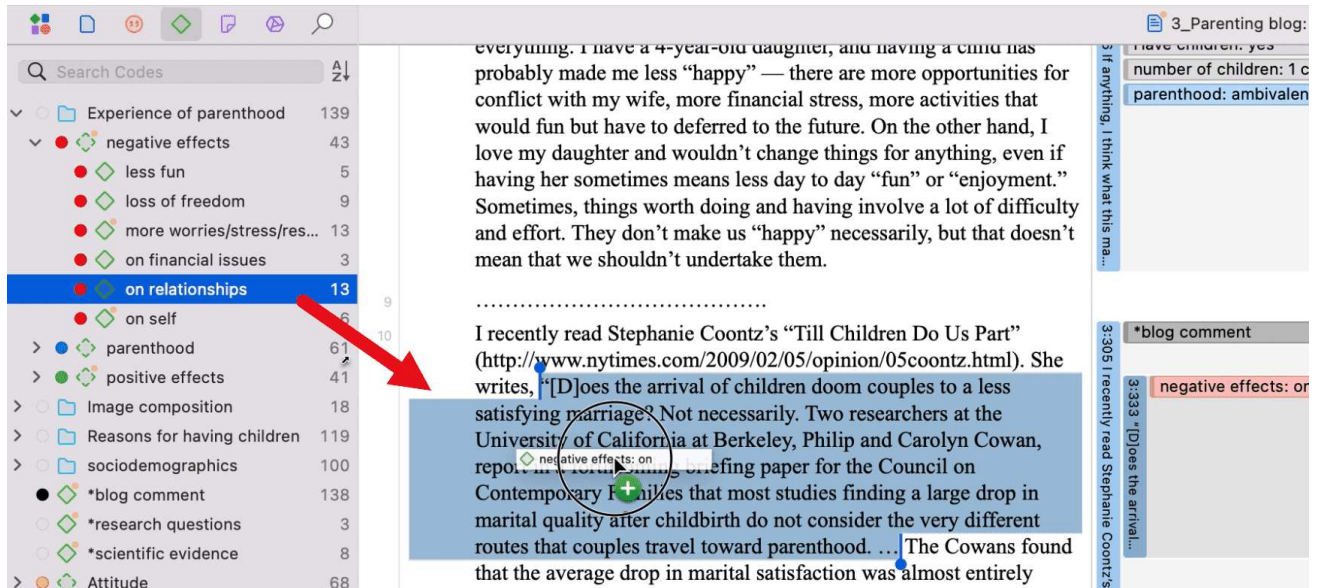 3_Parenting blog:
Search Codes
Experience of parenthood 139
negative effects 43
less fun 5
loss of freedom 9
more worries/stress/res... 13
on financial issues 3
on relationships 13
on self 6
parenthood 61
positive effects 41
Image composition 18
Reasons for having children 119
sociodemographics 100
*blog comment 138
*research questions 3
*scientific evidence 8
Attitude 68
everything. I have a 4-year-old daughter, and having a child has
probably made me less “happy” — there are more opportunities for
conflict with my wife, more financial stress, more activities that
would fun but have to deferred to the future. On the other hand, I
love my daughter and wouldn’t change things for anything, even if
having her sometimes means less day to day “fun” or “enjoyment.”
Sometimes, things worth doing and having involve a lot of difficulty
and effort. They don’t make us “happy” necessarily, but that doesn’t
mean that we shouldn’t undertake them.
9
.......................................
10
I recently read Stephanie Coontz’s “Till Children Do Us Part”
(http://www.nytimes.com/2009/02/05/opinion/05coontz.html). She
writes, “[D]oes the arrival of children doom couples to a less
satisfying marriage? Not necessarily. Two researchers at the
University of California at Berkeley, Philip and Carolyn Cowan,
report in a forthcoming briefing paper for the Council on
Contemporary Families that most studies finding a large drop in
marital quality after childbirth do not consider the very different
routes that couples travel toward parenthood. … The Cowans found
that the average drop in marital satisfaction was almost entirely
negative effects: on
If anything, I think what this ma...
Have children: yes
number of children: 1 c
parenthood: ambivalen
3:305 I recently read Stephanie Coontz’s
*blog comment
3:333 “[D]oes the arrival...
negative effects: or